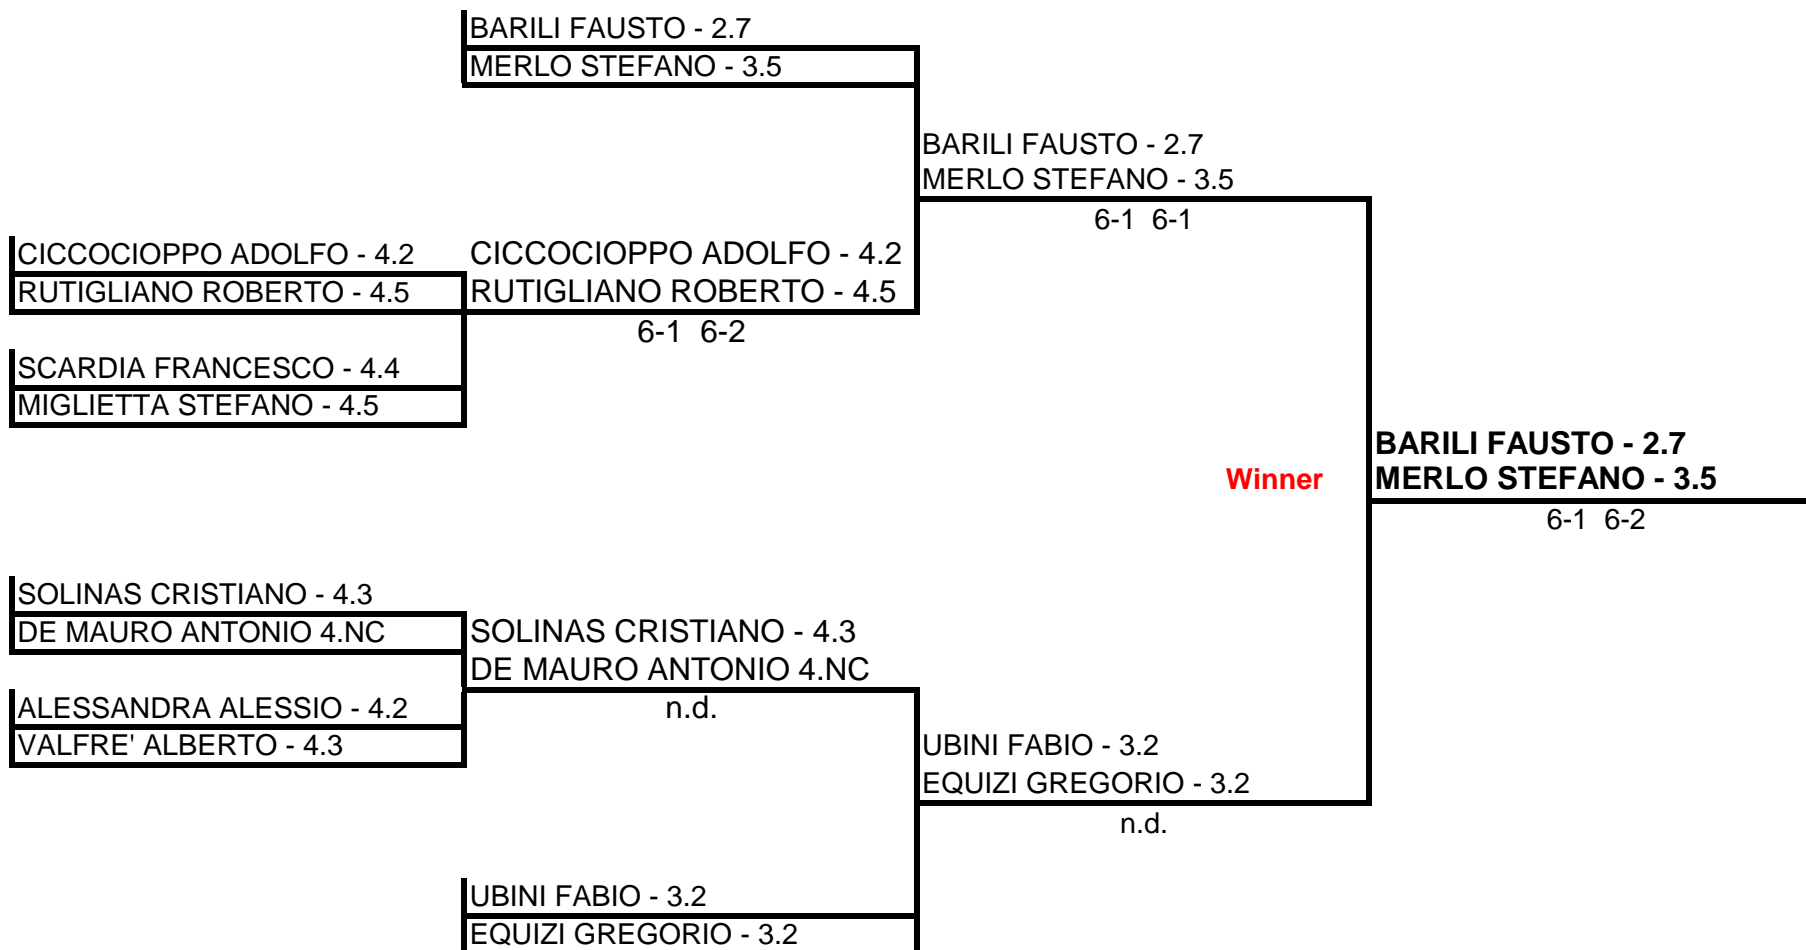 BARILI FAUSTO - 2.7
MERLO STEFANO - 3.5
BARILI FAUSTO - 2.7
MERLO STEFANO - 3.5
6-1 6-1
CICCOCIOPPO ADOLFO - 4.2
RUTIGLIANO ROBERTO - 4.5
CICCOCIOPPO ADOLFO - 4.2
RUTIGLIANO ROBERTO - 4.5
6-1 6-2
SCARDIA FRANCESCO - 4.4
MIGLIETTA STEFANO - 4.5
Winner
BARILI FAUSTO - 2.7
MERLO STEFANO - 3.5
6-1 6-2
SOLINAS CRISTIANO - 4.3
DE MAURO ANTONIO 4.NC
SOLINAS CRISTIANO - 4.3
DE MAURO ANTONIO 4.NC
n.d.
ALESSANDRA ALESSIO - 4.2
VALFRE' ALBERTO - 4.3
UBINI FABIO - 3.2
EQUIZI GREGORIO - 3.2
n.d.
UBINI FABIO - 3.2
EQUIZI GREGORIO - 3.2